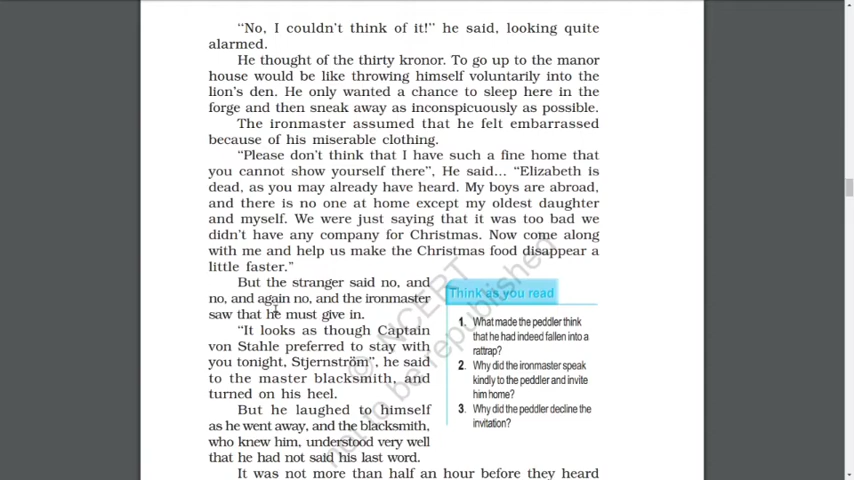 “No, I couldn’t think of it!” he said, looking quite
alarmed.
He thought of the thirty kronor. To go up to the manor
house would be like throwing himself voluntarily into the
lion’s den. He only wanted a chance to sleep here in the
forge and then sneak away as inconspicuously as possible.
The ironmaster assumed that he felt embarrassed
because of his miserable clothing.
“Please don’t think that I have such a fine home that
you cannot show yourself there”, He said... “Elizabeth is
dead, as you may already have heard. My boys are abroad,
and there is no one at home except my oldest daughter
and myself. We were just saying that it was too bad we
didn’t have any company for Christmas. Now come along
with me and help us make the Christmas food disappear a
little faster.”
But the stranger said no, and
no, and again no, and the ironmaster
saw that he must give in.
“It looks as though Captain
von Stahle preferred to stay with
you tonight, Stjernström”, he said
to the master blacksmith, and
turned on his heel.
But he laughed to himself
as he went away, and the blacksmith,
who knew him, understood very well
that he had not said his last word.
It was not more than half an hour before they heard
Think as you read
1. What made the peddler think
that he had indeed fallen into a
rattrap?
2. Why did the ironmaster speak
kindly to the peddler and invite
him home?
3. Why did the peddler decline the
invitation?
© NCERT
not to be republished